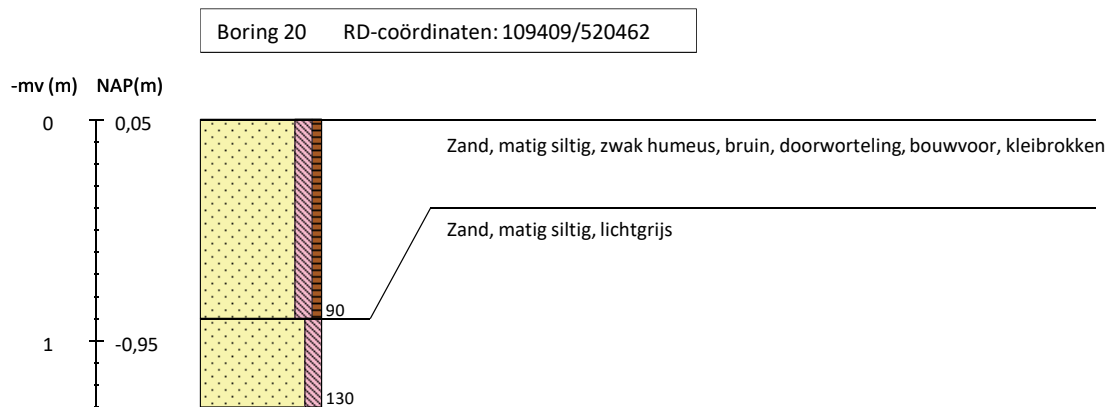 Boring 20 RD-coördinaten: 109409/520462
-mv (m) NAP(m)
0 0,05
Zand, matig siltig, zwak humeus, bruin, doorworteling, bouwvoor, kleibrokken
Zand, matig siltig, lichtgrijs
90
1 -0,95
130